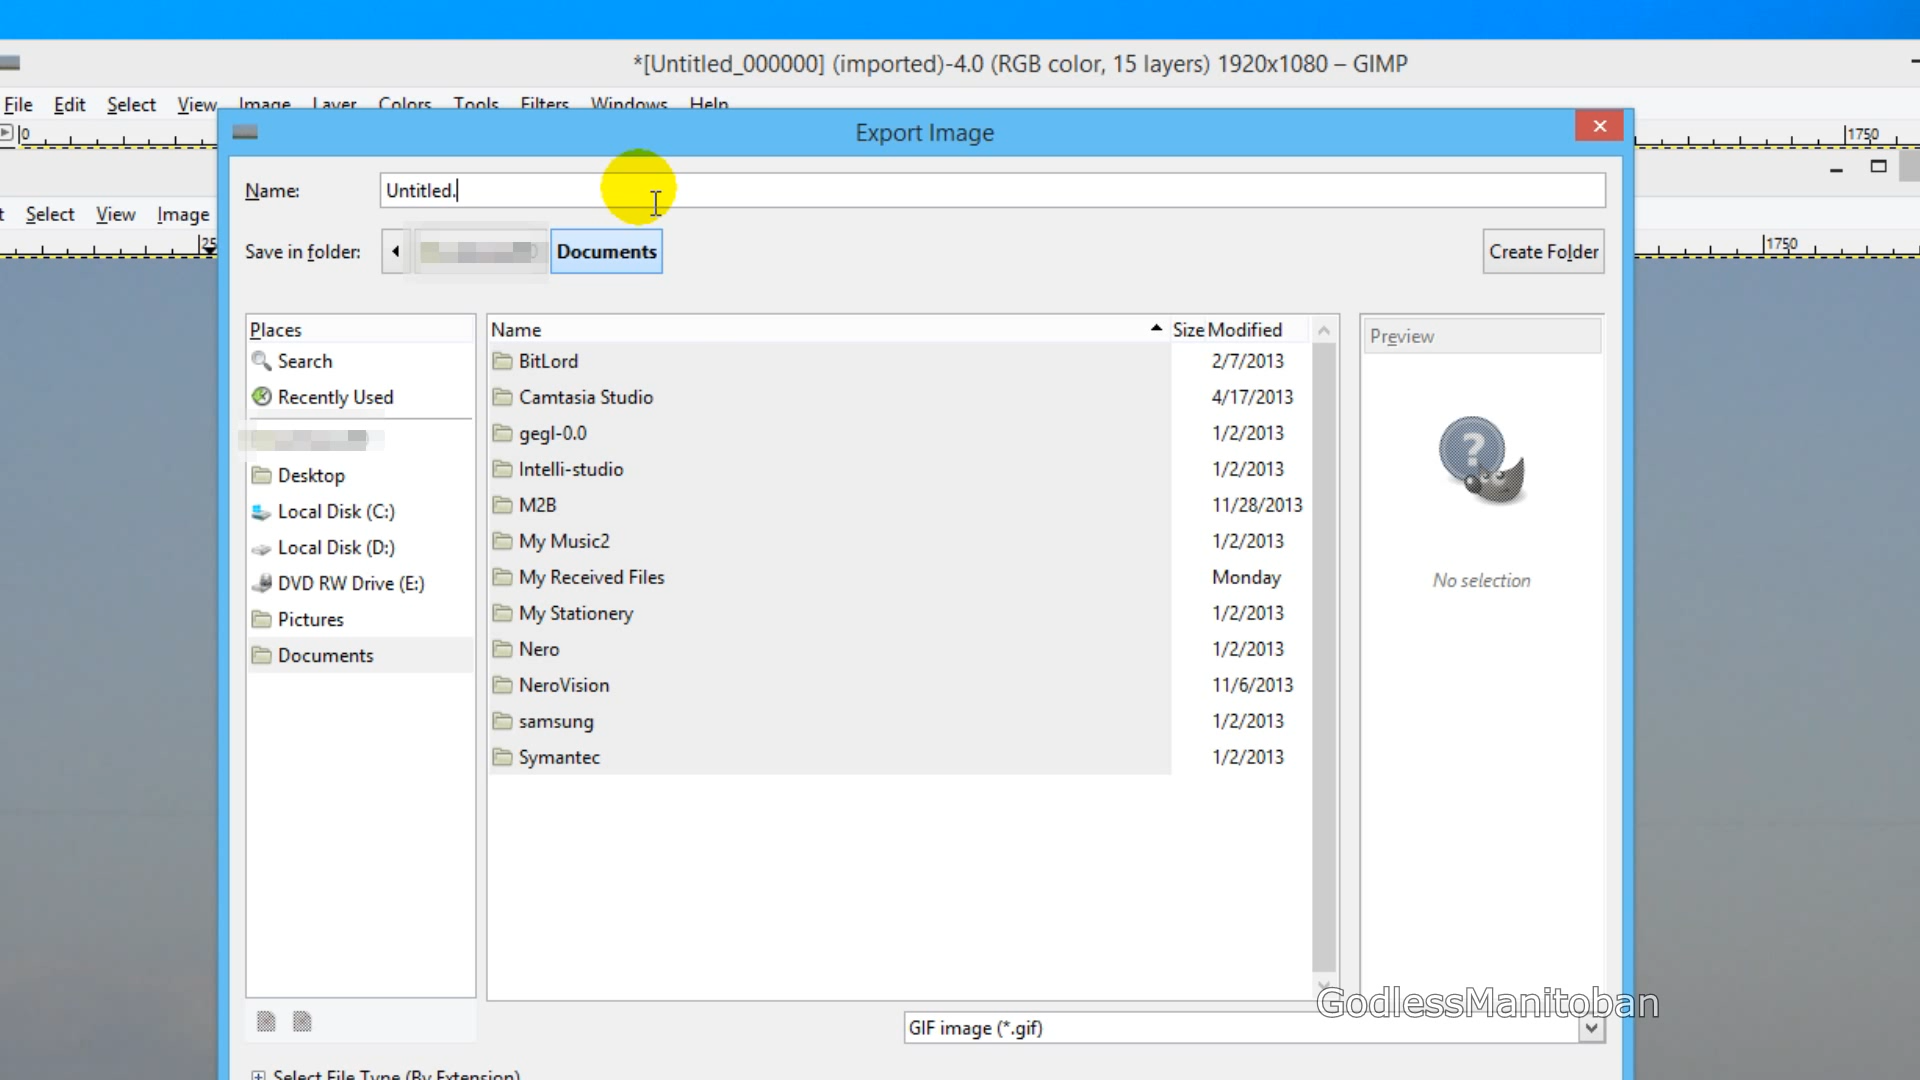 *[Untitled_000000] (imported)-4.0 (RGB color, 15 layers) 1920x1080 – GIMP
File Edit Select View Image Layer Colors Tools Filters Windows Help
0 1750
Export Image
Name: Untitled.
t Select View Image
25 1750
Save in folder: Documents Create Folder
Places
Search
Recently Used
Desktop
Local Disk (C:)
Local Disk (D:)
DVD RW Drive (E:)
Pictures
Documents
Name Size Modified
BitLord 2/7/2013
Camtasia Studio 4/17/2013
gegl-0.0 1/2/2013
Intelli-studio 1/2/2013
M2B 11/28/2013
My Music2 1/2/2013
My Received Files Monday
My Stationery 1/2/2013
Nero 1/2/2013
NeroVision 11/6/2013
samsung 1/2/2013
Symantec 1/2/2013
Preview
No selection
GodlessManitoban
GIF image (*.gif)
Select File Type (By Extension)